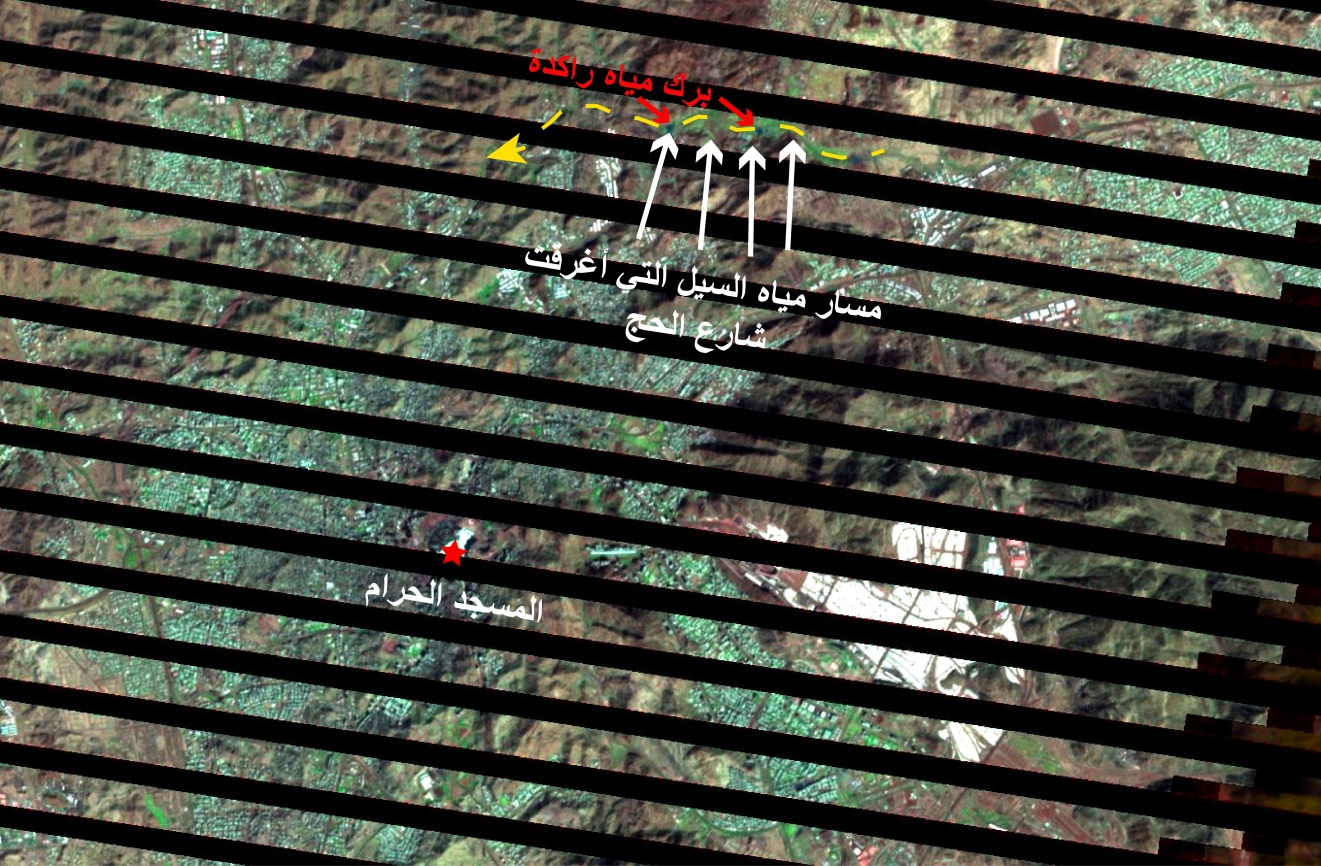 برك مياه راكدة
مسار مياه السيل التي أغرقت
شارع الحج
المسجد الحرام